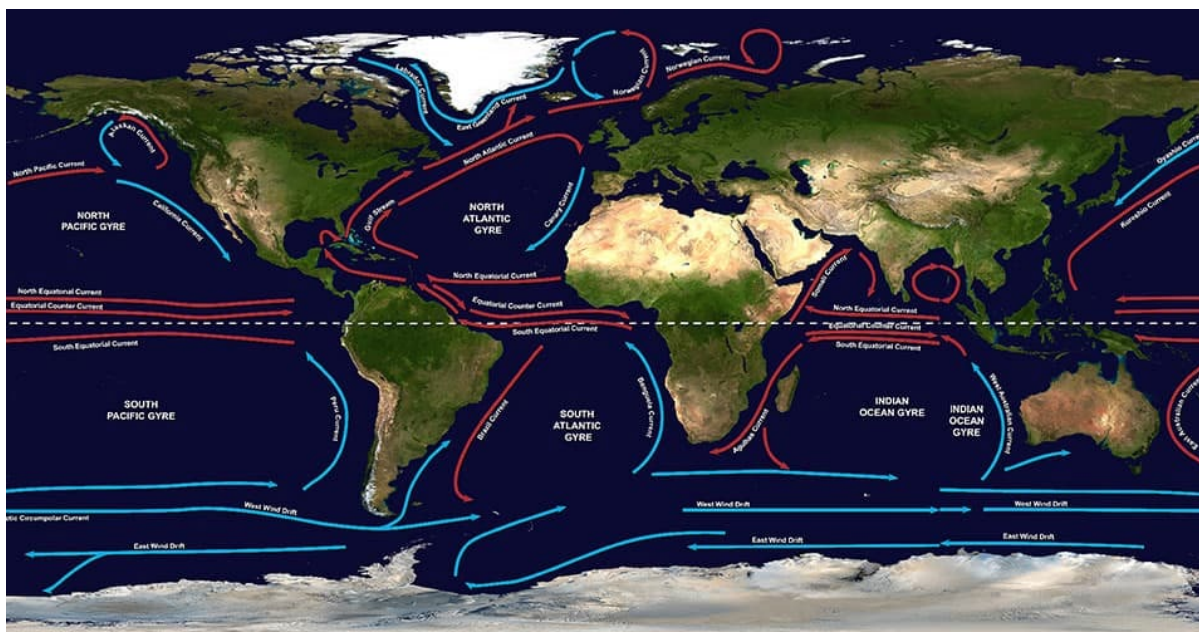 Norwegian Current
Norwegian Current
Labrador Current
East Greenland Current
Alaskan Current
North Pacific Current
North Atlantic Current
Oyashio Curre
California Current
Gulf Stream
Canary Current
Kuroshio Current
NORTH
PACIFIC GYRE
NORTH
ATLANTIC
GYRE
Somali Current
North Equatorial Current
North Equatorial Current
Equatorial Counter Current
Equatorial Counter Current
North Equatorial Current
South Equatorial Current
Equatorial Counter Current
South Equatorial Current
South Equatorial Current
SOUTH
PACIFIC GYRE
Peru Current
Brazil Current
SOUTH
ATLANTIC
GYRE
Benguela Current
Agulhas Current
INDIAN
OCEAN GYRE
INDIAN
OCEAN
GYRE
West Australian Current
East Australian Current
West Wind Drift
West Wind Drift
West Wind Drift
tic Circumpolar Current
East Wind Drift
East Wind Drift
East Wind Drift